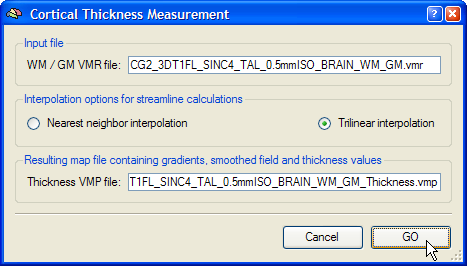 Cortical Thickness Measurement
Input file
WM / GM VMR file: CG2_3DT1FL_SINC4_TAL_0.5mmISO_BRAIN_WM_GM.vmr
Interpolation options for streamline calculations
Nearest neighbor interpolation Trilinear interpolation
Resulting map file containing gradients, smoothed field and thickness values
Thickness VMP file: T1FL_SINC4_TAL_0.5mmISO_BRAIN_WM_GM_Thickness.vmp
Cancel GO